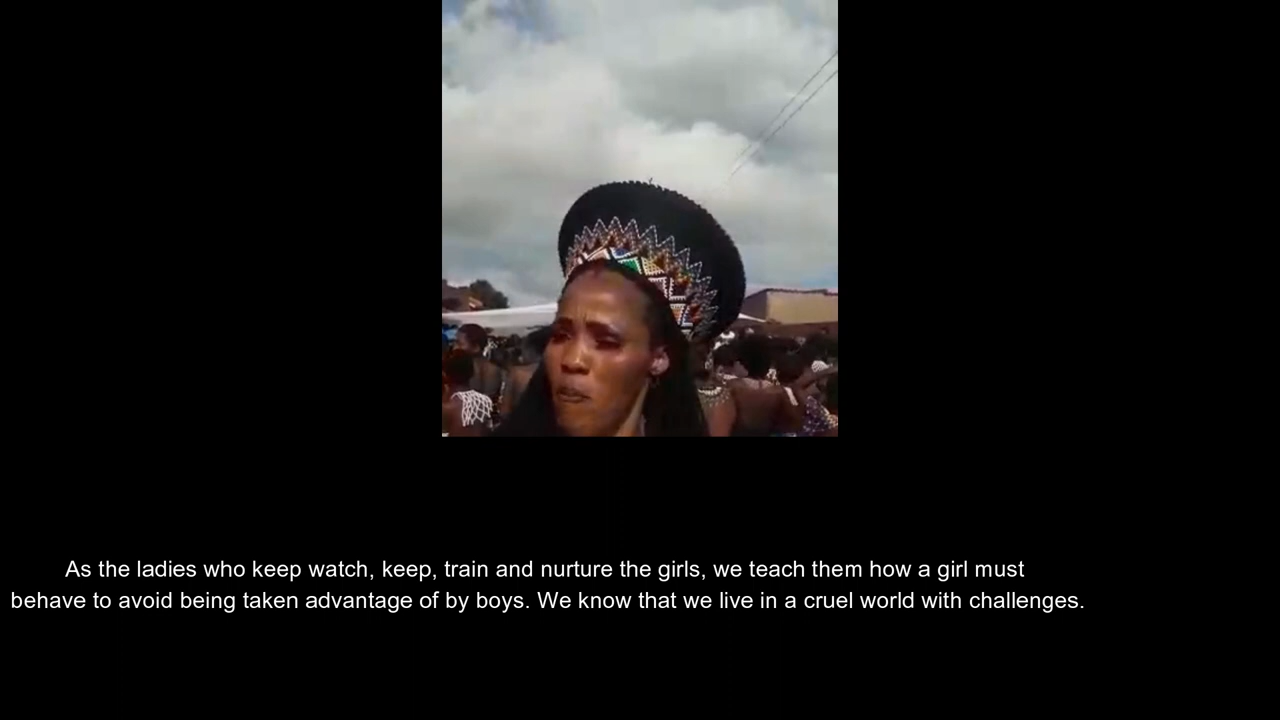 As the ladies who keep watch, keep, train and nurture the girls, we teach them how a girl must
behave to avoid being taken advantage of by boys. We know that we live in a cruel world with challenges.